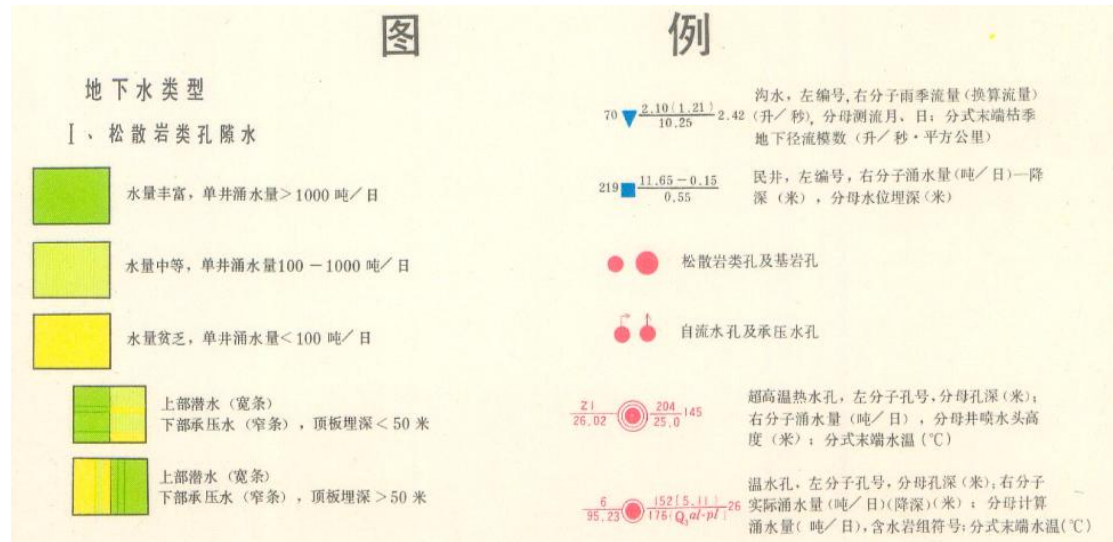 图 例
地下水类型
Ⅰ、松散岩类孔隙水
水量丰富，单井涌水量＞1000 吨／日
水量中等，单井涌水量100－1000 吨／日
水量贫乏，单井涌水量＜100 吨／日
上部潜水（宽条）
下部承压水（窄条），顶板埋深＜50 米
上部潜水（宽条）
下部承压水（窄条），顶板埋深＞50 米
70 2.10(1.21) 2.42
10.25
沟水，左编号，右分子雨季流量(换算流量)
(升／秒)，分母测流月、日；分式末端枯季
地下径流模数（升／秒·平方公里）
219 11.65－0.15
0.55
民井，左编号，右分子涌水量(吨／日)—降
深（米），分母水位埋深(米)
松散岩类孔及基岩孔
自流水孔及承压水孔
Z1 204 145
26.02 25.0
超高温热水孔，左分子孔号，分母孔深(米)；
右分子涌水量（吨／日），分母井喷水头高
度（米）；分式末端水温(℃)
6 152(5.11) 26
95.23 176(Q₃al-pl)
温水孔，左分子孔号，分母孔深(米)；右分子
实际涌水量(吨／日)(降深)(米)；分母计算
涌水量(吨／日)，含水岩组符号；分式末端水温(℃)